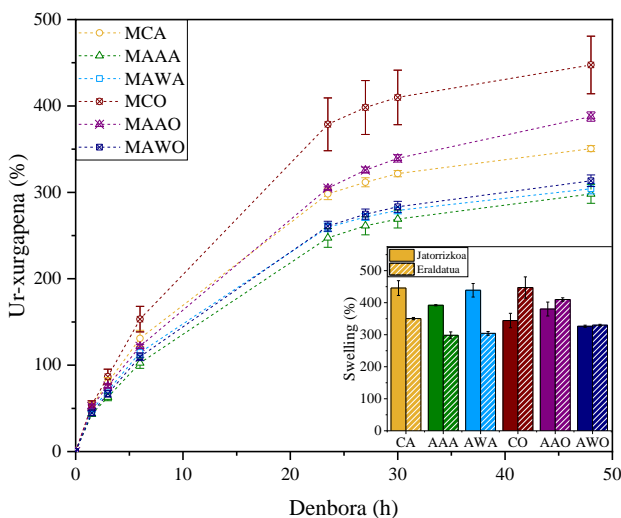 MCA
MAAA
MAWA
MCO
MAAO
MAWO
Ur-xurgapena (%)
500
400
300
200
100
0
0 10 20 30 40 50
Denbora (h)
Jatorrizkoa
Eraldatua
Swelling (%)
500
400
300
200
100
0
CA AAA AWA CO AAO AWO